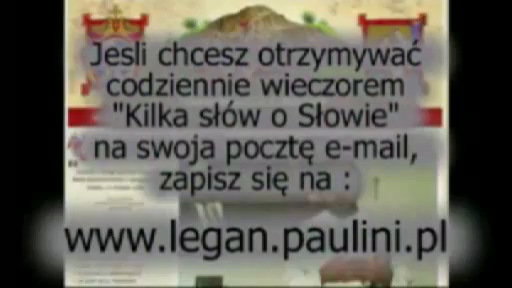 Jesli chcesz otrzymywać
codziennie wieczorem
"Kilka słów o Słowie"
na swoja pocztę e-mail,
zapisz się na :
www.legan.paulini.pl